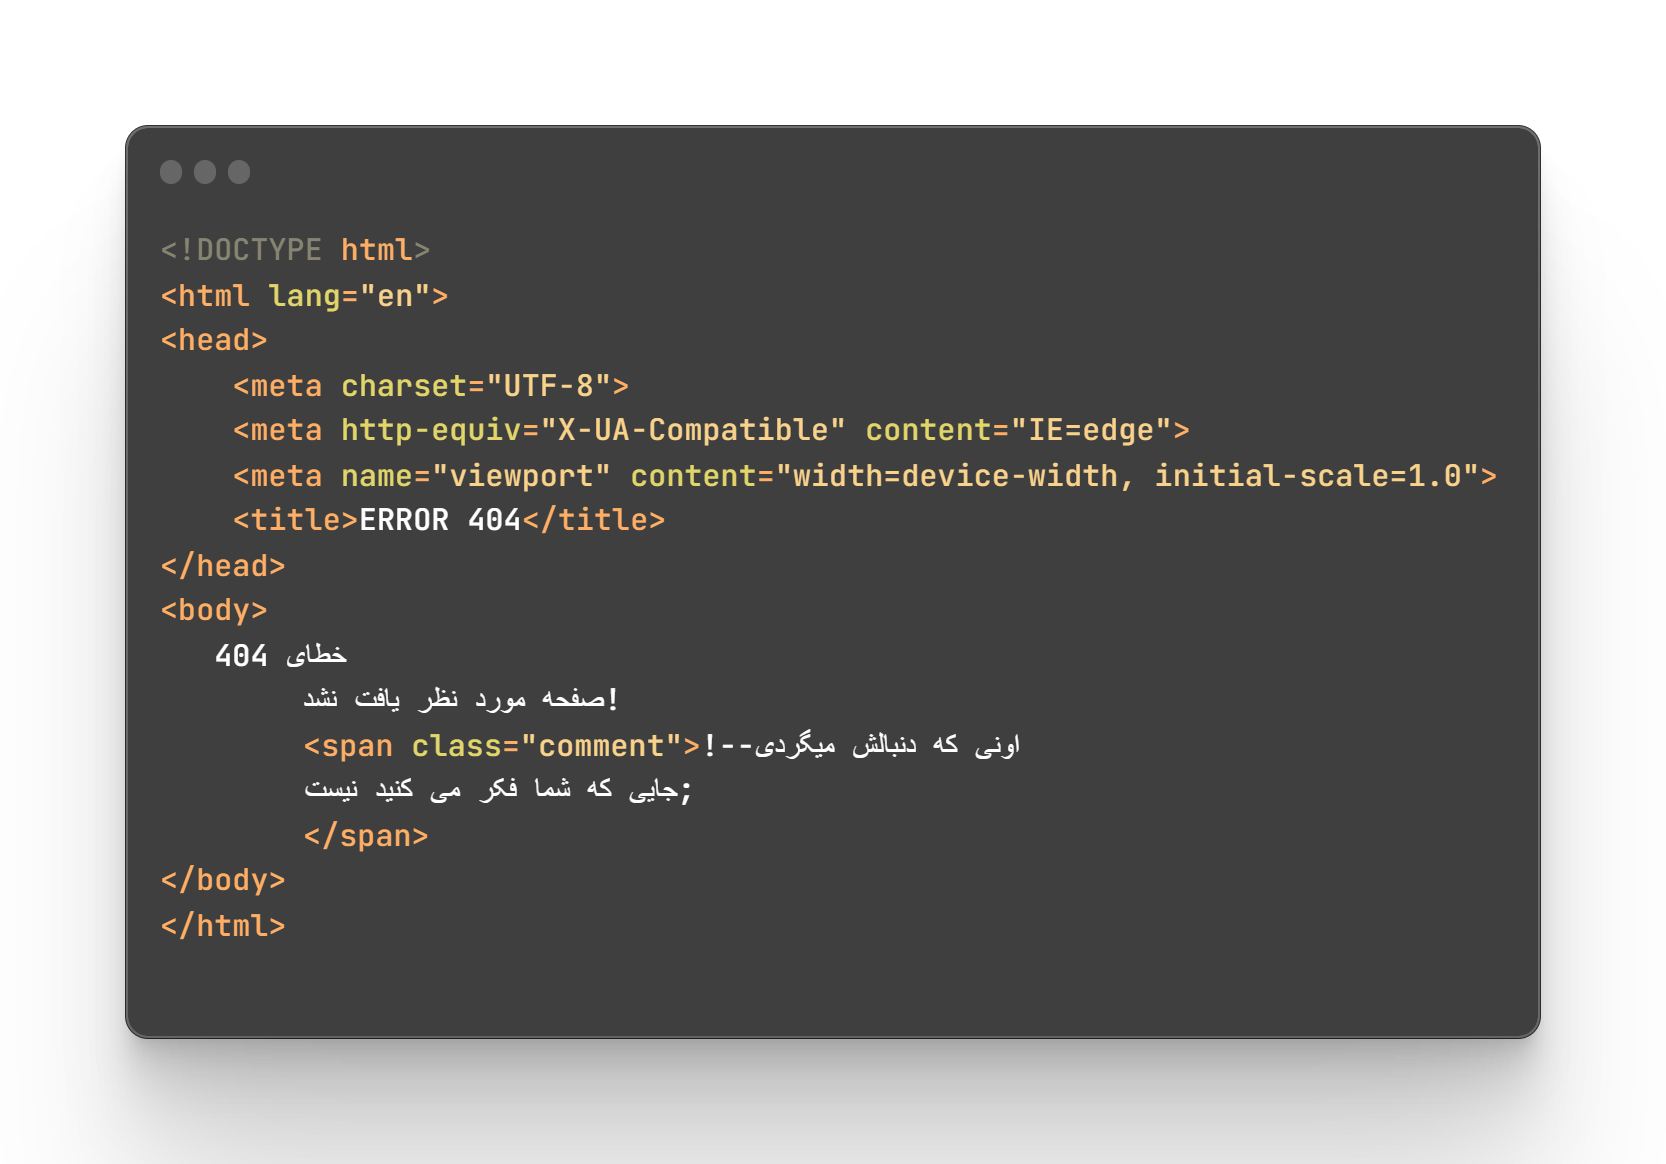 <!DOCTYPE html>
<html lang="en">
<head>
    <meta charset="UTF-8">
    <meta http-equiv="X-UA-Compatible" content="IE=edge">
    <meta name="viewport" content="width=device-width, initial-scale=1.0">
    <title>ERROR 404</title>
</head>
<body>
   404 خطای
        صفحه مورد نظر یافت نشد!
        <span class="comment">!--اونی که دنبالش میگردی
        جایی که شما فکر می کنید نیست;
        </span>
</body>
</html>